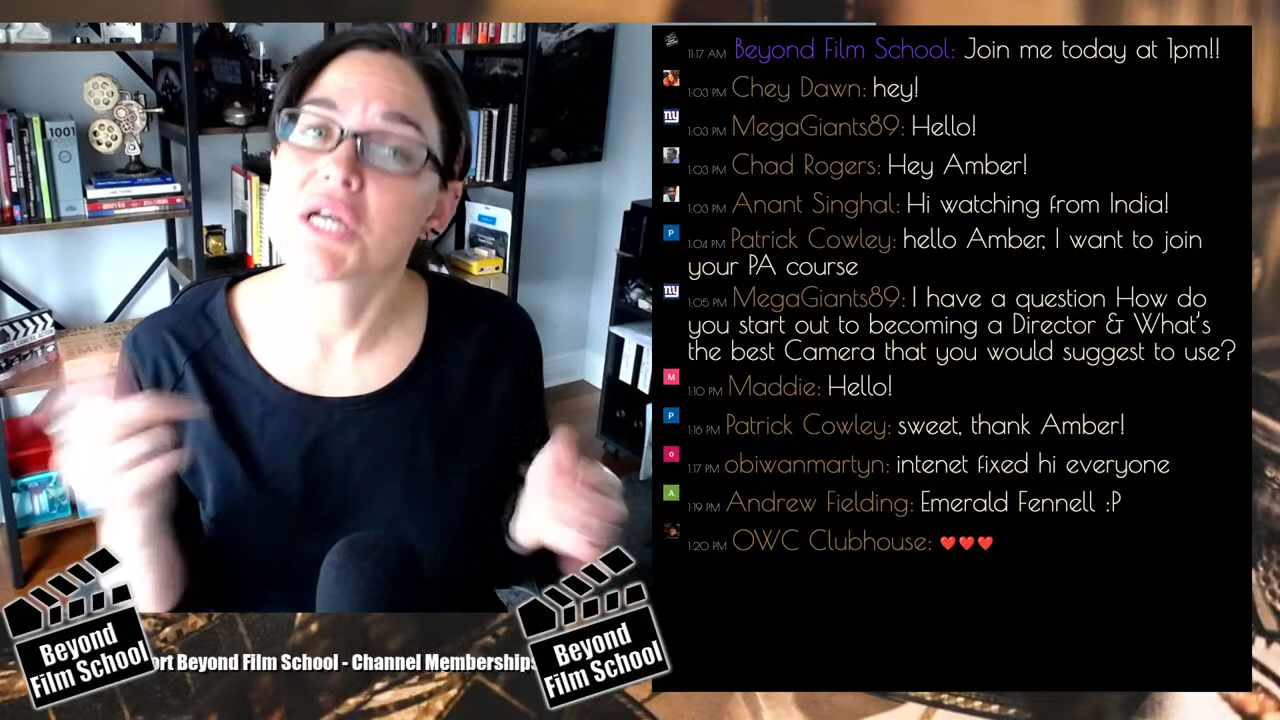 11:17 AM Beyond Film School: Join me today at 1pm!!
1:03 PM Chey Dawn: hey!
1:03 PM MegaGiants89: Hello!
1:03 PM Chad Rogers: Hey Amber!
1:03 PM Anant Singhal: Hi watching from India!
P 1:04 PM Patrick Cowley: hello Amber, I want to join
your PA course
1:05 PM MegaGiants89: I have a question How do
you start out to becoming a Director & What's
the best Camera that you would suggest to use?
M 1:10 PM Maddie: Hello!
P 1:16 PM Patrick Cowley: sweet, thank Amber!
o 1:17 PM obiwanmartyn: intenet fixed hi everyone
A 1:19 PM Andrew Fielding: Emerald Fennell :P
1:20 PM OWC Clubhouse: ❤❤❤
1001
Beyond
Film School
ort Beyond Film School - Channel Memberships
Beyond
Film School